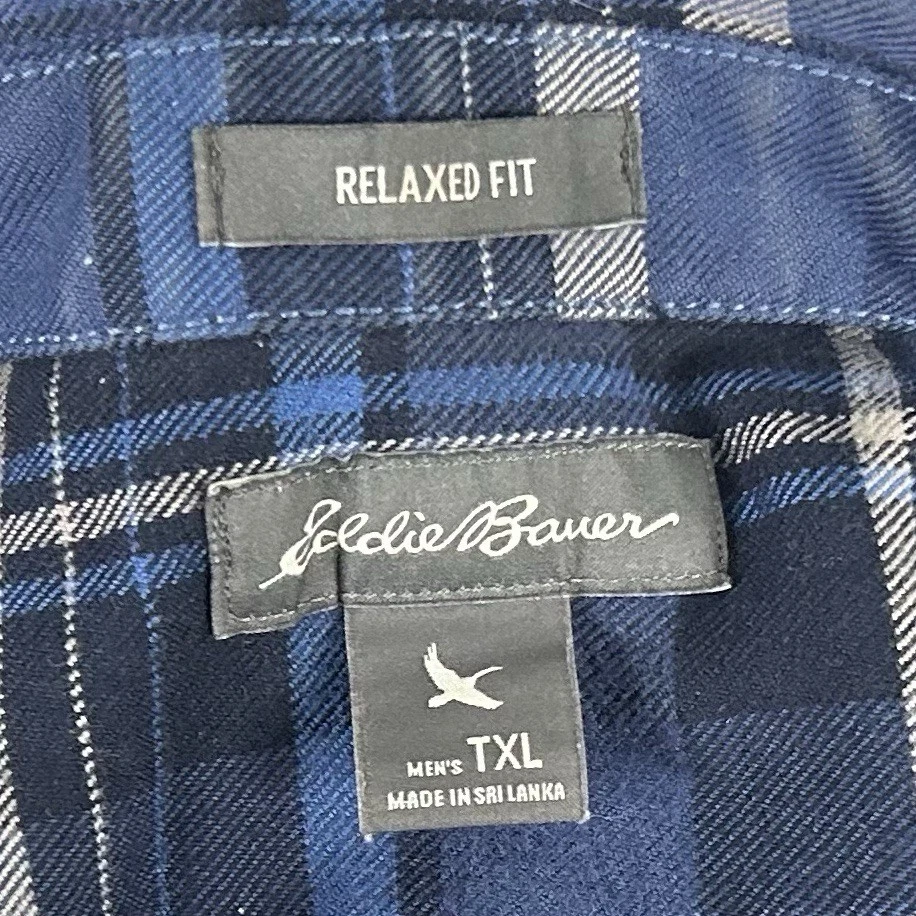 RELAXED FIT
Eddie Bauer
MEN'S TXL
MADE IN SRI LANKA